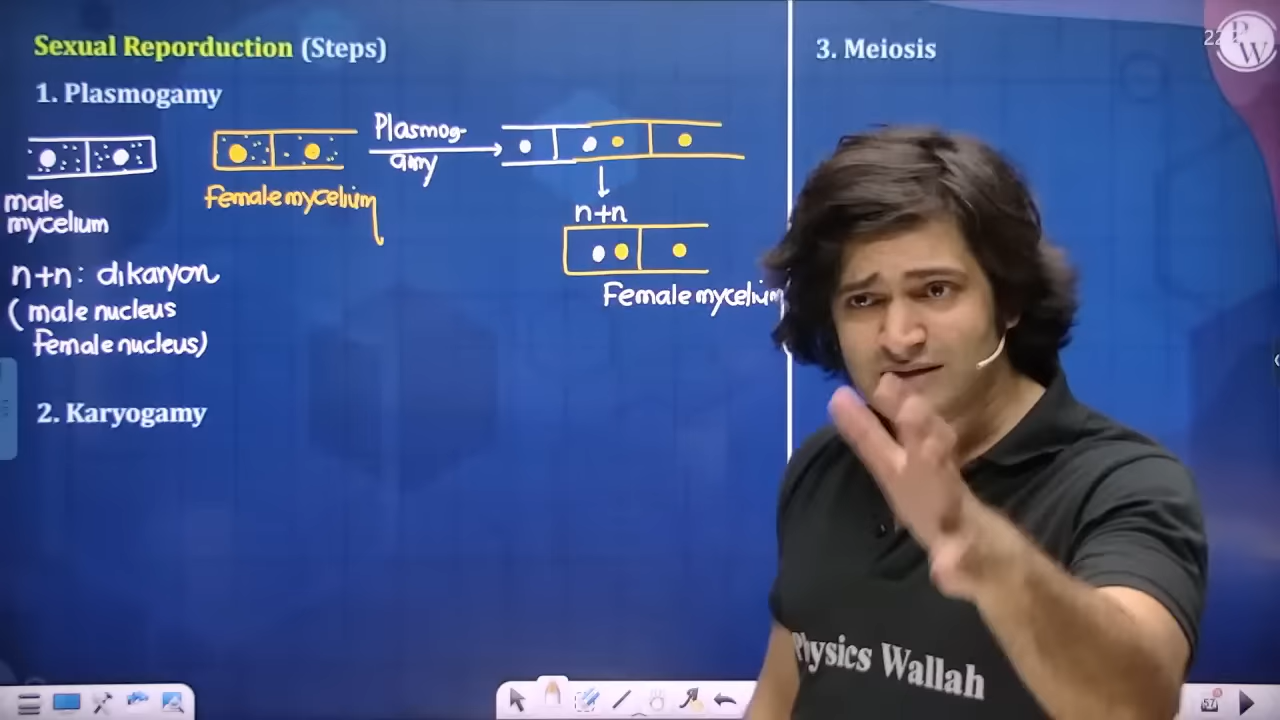 Sexual Reporduction (Steps)
1. Plasmogamy
Plasmog-
amy
male
mycelium
Female mycelium
n+n
Female mycelium
n+n: dikaryon
(male nucleus
Female nucleus)
2. Karyogamy
3. Meiosis
PW
Physics Wallah
57